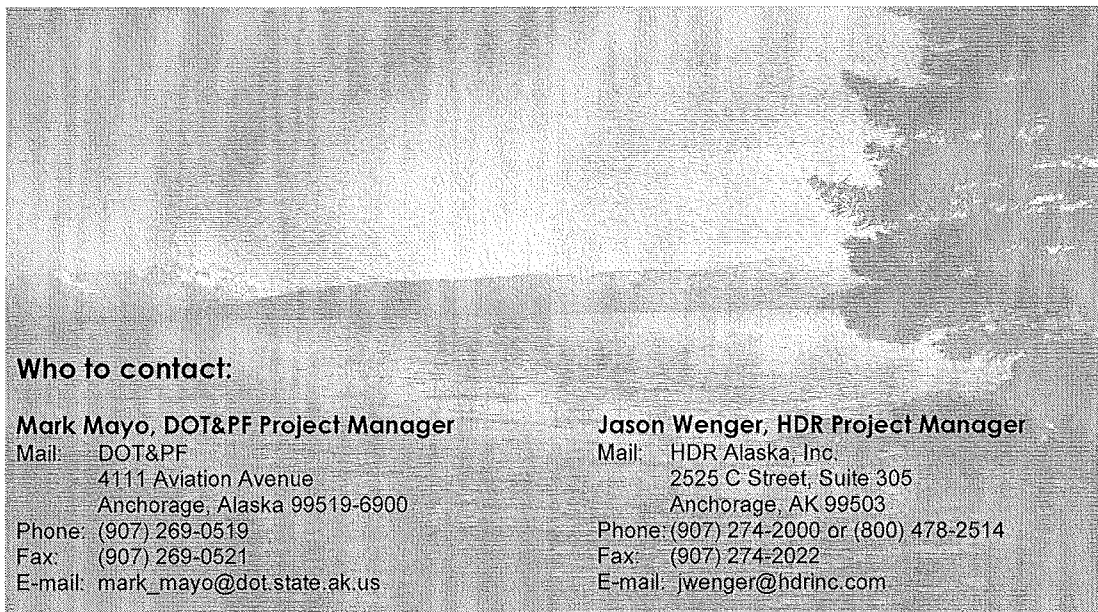 Who to contact:
Mark Mayo, DOT&PF Project Manager
Mail: DOT&PF
4111 Aviation Avenue
Anchorage, Alaska 99519-6900
Phone: (907) 269-0519
Fax: (907) 269-0521
E-mail: mark_mayo@dot.state.ak.us
Jason Wenger, HDR Project Manager
Mail: HDR Alaska, Inc.
2525 C Street, Suite 305
Anchorage, AK 99503
Phone: (907) 274-2000 or (800) 478-2514
Fax: (907) 274-2022
E-mail: jwenger@hdrinc.com